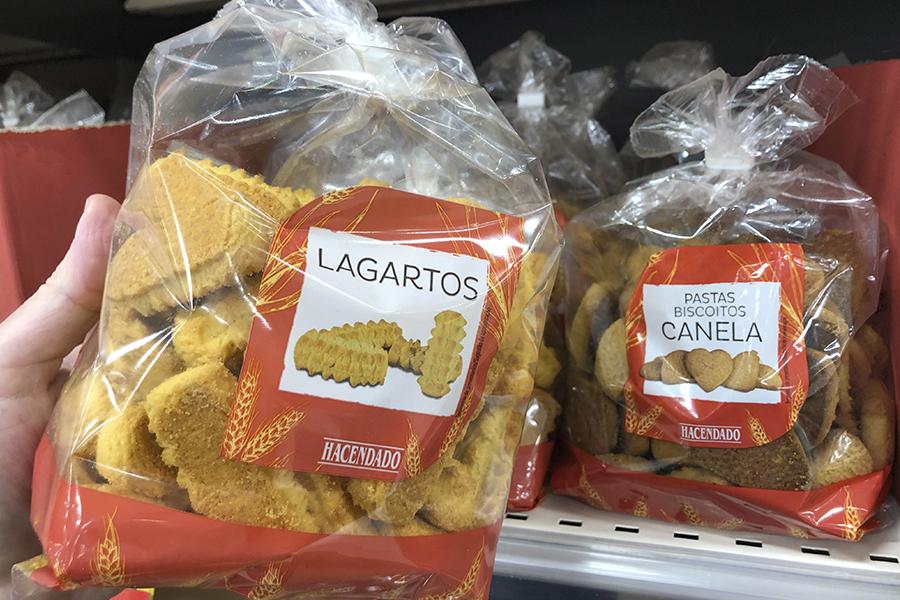 LAGARTOS
HACENDADO
PASTAS
BISCOITOS
CANELA
HACENDADO